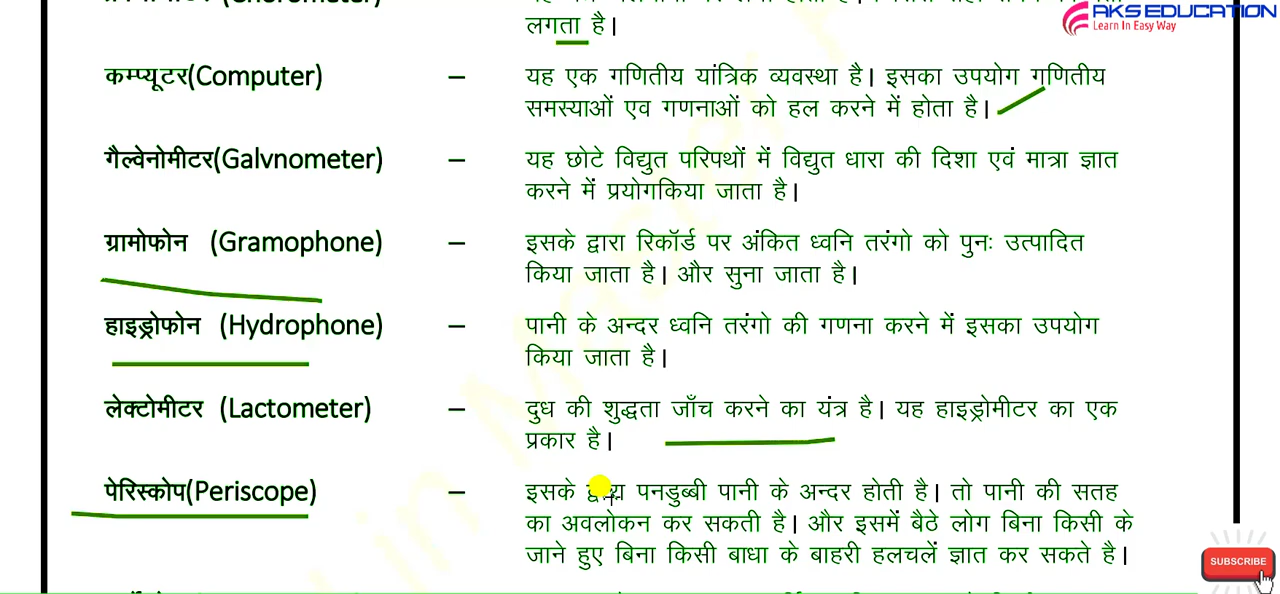 लगता है।
AKS EDUCATION
Learn In Easy Way
कम्प्यूटर(Computer) – यह एक गणितीय यांत्रिक व्यवस्था है। इसका उपयोग गणितीय
समस्याओं एव गणनाओं को हल करने में होता है।
गैल्वेनोमीटर(Galvnometer) – यह छोटे विद्युत परिपथों में विद्युत धारा की दिशा एवं मात्रा ज्ञात
करने में प्रयोगकिया जाता है।
ग्रामोफोन (Gramophone) – इसके द्वारा रिकॉर्ड पर अंकित ध्वनि तरंगो को पुनः उत्पादित
किया जाता है। और सुना जाता है।
हाइड्रोफोन (Hydrophone) – पानी के अन्दर ध्वनि तरंगो की गणना करने में इसका उपयोग
किया जाता है।
लेक्टोमीटर (Lactometer) – दुध की शुद्धता जाँच करने का यंत्र है। यह हाइड्रोमीटर का एक
प्रकार है।
पेरिस्कोप(Periscope) – इसके द्वारा पनडुब्बी पानी के अन्दर होती है। तो पानी की सतह
का अवलोकन कर सकती है। और इसमें बैठे लोग बिना किसी के
जाने हुए बिना किसी बाधा के बाहरी हलचलें ज्ञात कर सकते है।
SUBSCRIBE